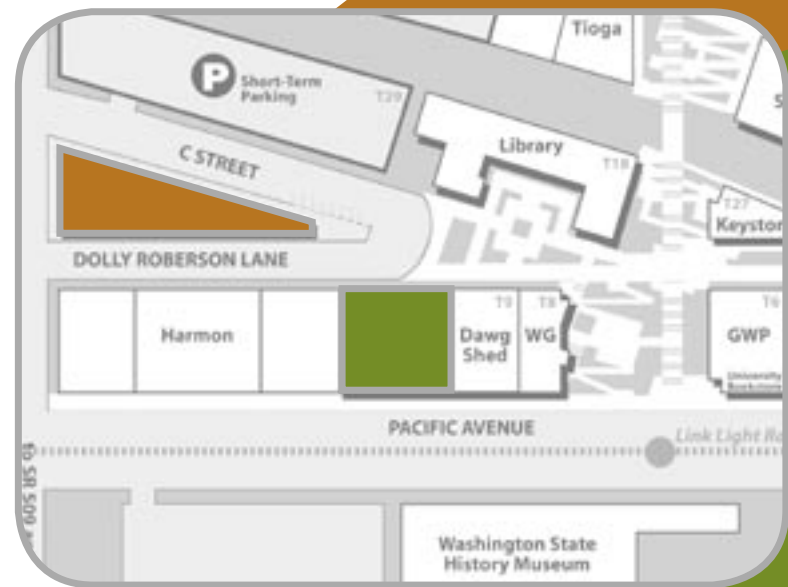 Tioga
P
Short-Term
Parking
T29
C STREET
Library
T18
T27
Keyston
S
DOLLY ROBERSON LANE
Harmon
T9
T8
T6
Dawg
Shed
WG
GWP
University
Bookstore
PACIFIC AVENUE
Link Light Ra
to SR 509
Washington State
History Museum